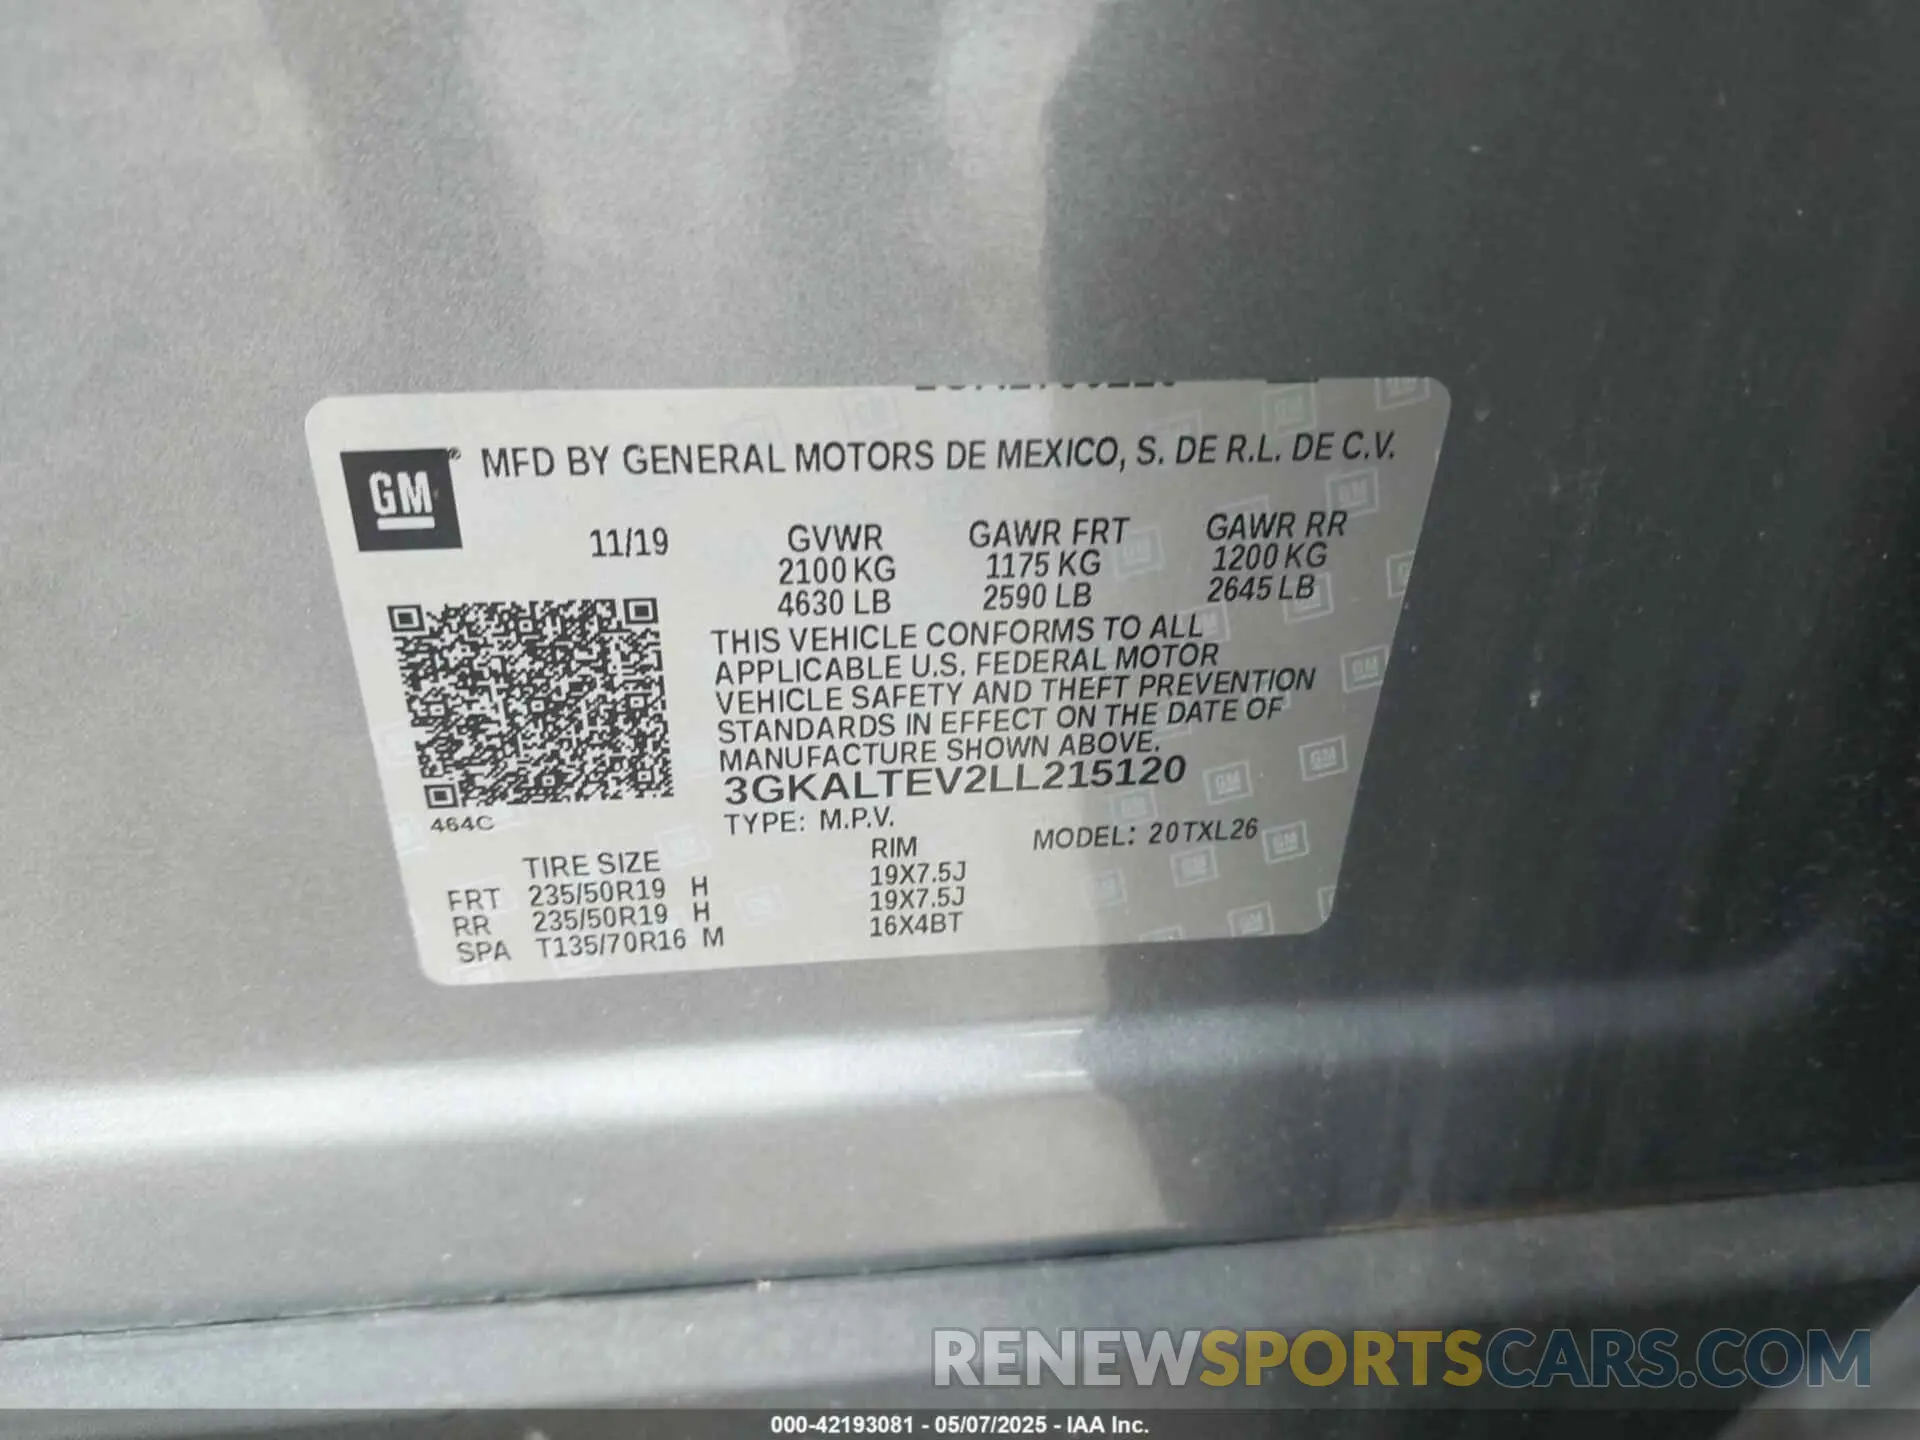 GM® MFD BY GENERAL MOTORS DE MEXICO, S. DE R.L. DE C.V.
11/19 GVWR GAWR FRT GAWR RR
2100 KG 1175 KG 1200 KG
4630 LB 2590 LB 2645 LB
THIS VEHICLE CONFORMS TO ALL
APPLICABLE U.S. FEDERAL MOTOR
VEHICLE SAFETY AND THEFT PREVENTION
STANDARDS IN EFFECT ON THE DATE OF
MANUFACTURE SHOWN ABOVE.
3GKALTEV2LL215120
464C
TYPE: M.P.V. MODEL: 20TXL26
TIRE SIZE RIM
FRT 235/50R19 H 19X7.5J
RR 235/50R19 H 19X7.5J
SPA T135/70R16 M 16X4BT
RENEWSPORTSCARS.COM
000-42193081 - 05/07/2025 - IAA Inc.